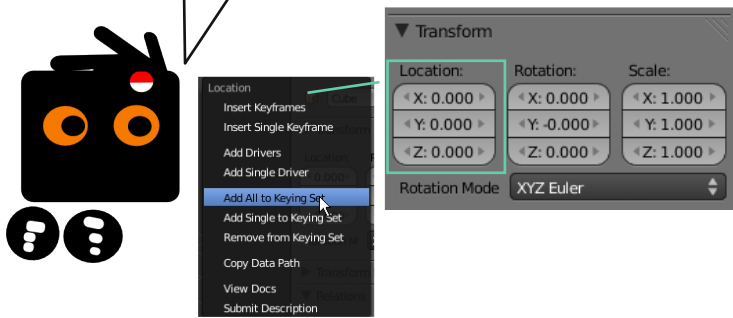 Location
Insert Keyframes
Insert Single Keyframe
Add Drivers
Add Single Driver
Add All to Keying Set
Add Single to Keying Set
Remove from Keying Set
Copy Data Path
View Docs
Submit Description
Transform
Location:
X: 0.000
Y: 0.000
Z: 0.000
Rotation:
X: 0.000
Y: -0.000
Z: 0.000
Scale:
X: 1.000
Y: 1.000
Z: 1.000
Rotation Mode
XYZ Euler